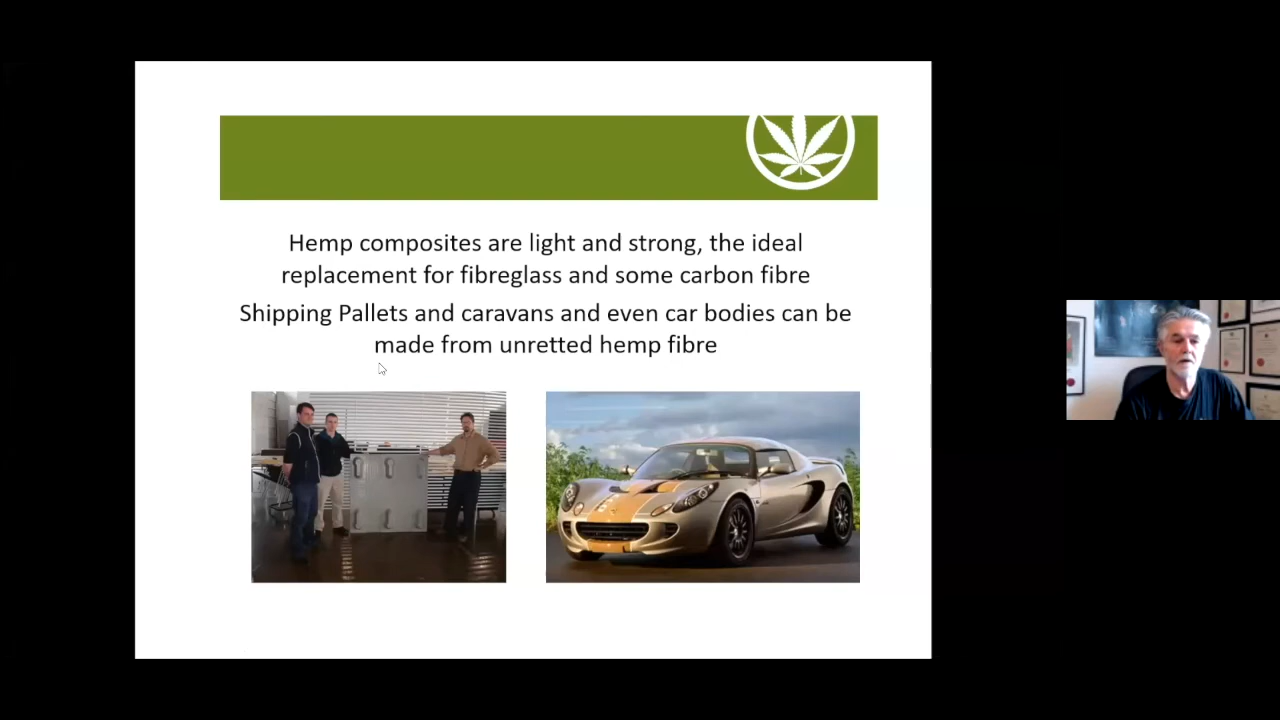 Hemp composites are light and strong, the ideal
replacement for fibreglass and some carbon fibre
Shipping Pallets and caravans and even car bodies can be
made from unretted hemp fibre